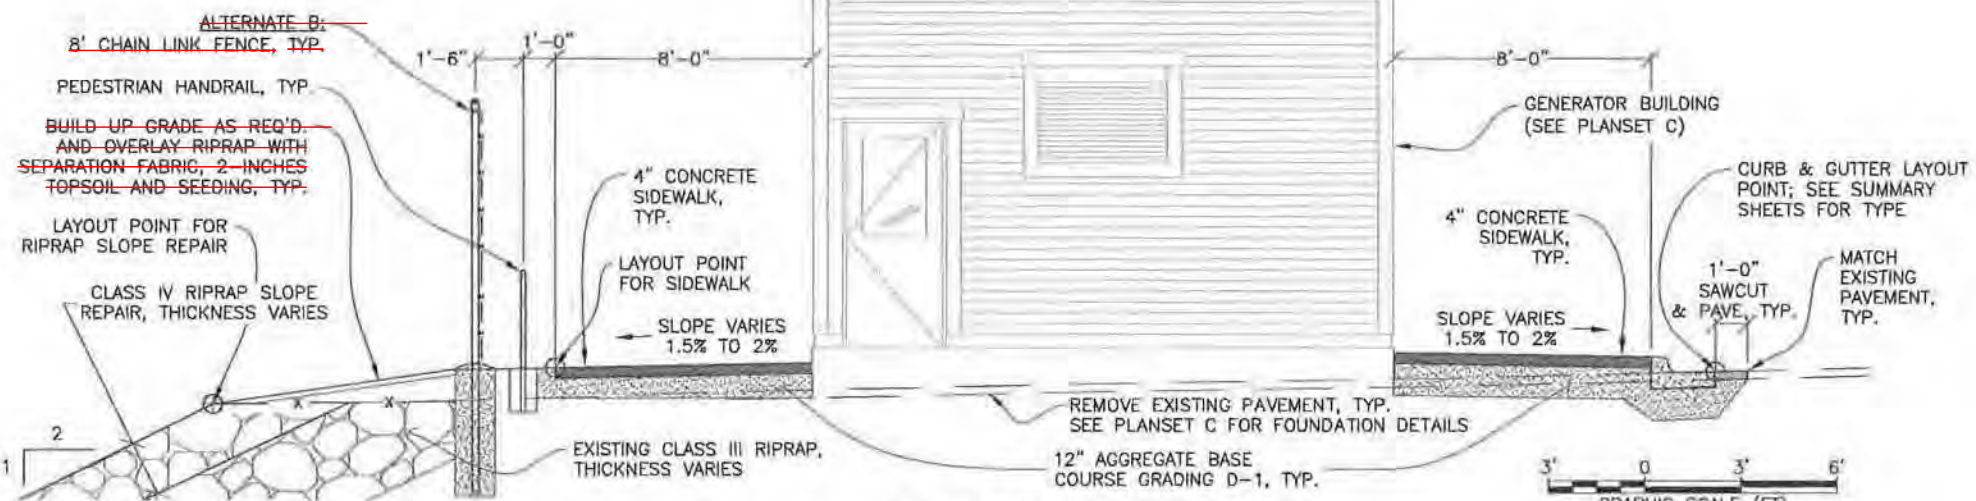 ALTERNATE B:
8' CHAIN LINK FENCE, TYP.
PEDESTRIAN HANDRAIL, TYP.
BUILD UP GRADE AS REQ'D.
AND OVERLAY RIPRAP WITH
SEPARATION FABRIC, 2-INCHES
TOPSOIL AND SEEDING, TYP.
LAYOUT POINT FOR
RIPRAP SLOPE REPAIR
CLASS IV RIPRAP SLOPE
REPAIR, THICKNESS VARIES
2
1
1'-6"
1'-0"
8'-0"
4" CONCRETE
SIDEWALK,
TYP.
LAYOUT POINT
FOR SIDEWALK
SLOPE VARIES
1.5% TO 2%
EXISTING CLASS III RIPRAP,
THICKNESS VARIES
REMOVE EXISTING PAVEMENT, TYP.
SEE PLANSET C FOR FOUNDATION DETAILS
12" AGGREGATE BASE
COURSE GRADING D-1, TYP.
8'-0"
GENERATOR BUILDING
(SEE PLANSET C)
4" CONCRETE
SIDEWALK,
TYP.
SLOPE VARIES
1.5% TO 2%
CURB & GUTTER LAYOUT
POINT; SEE SUMMARY
SHEETS FOR TYPE
1'-0"
SAWCUT
& PAVE, TYP.
MATCH
EXISTING
PAVEMENT,
TYP.
3' 0 3' 6'
GRAPHIC SCALE (FT)